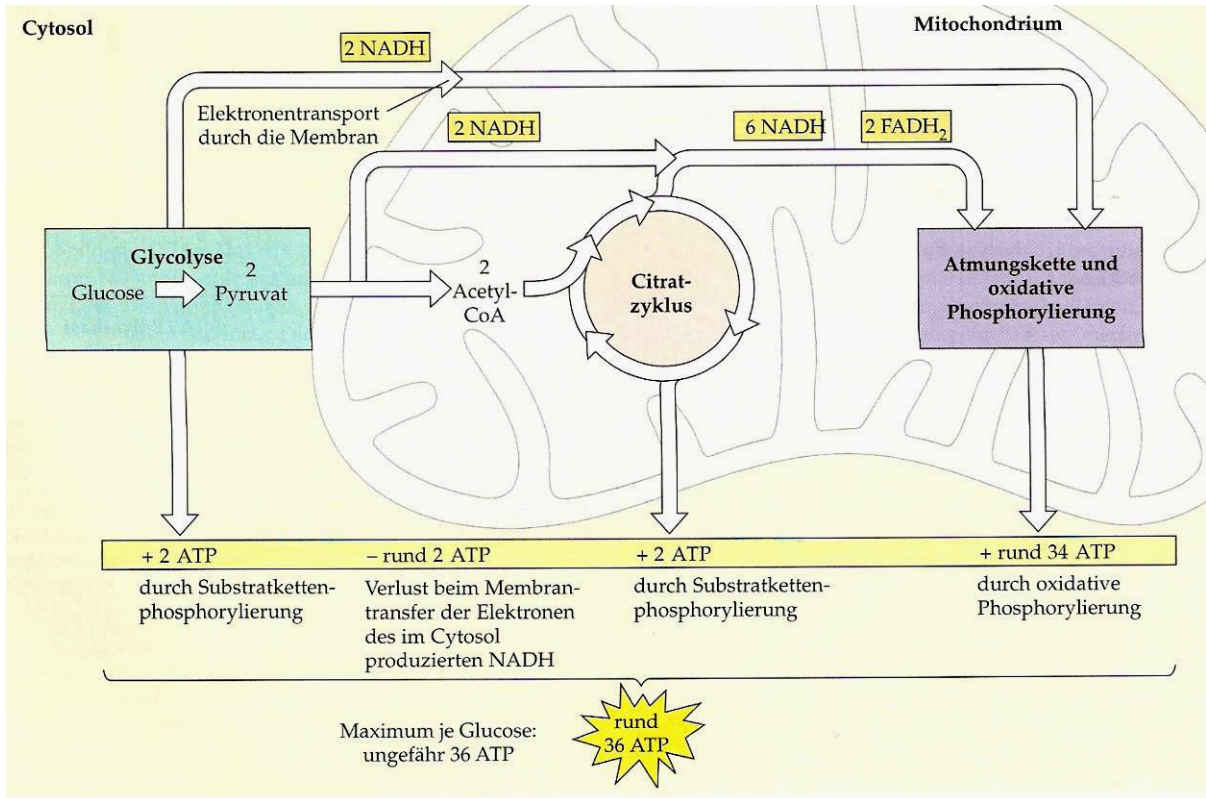 Cytosol
Mitochondrium
2 NADH
Elektronentransport
durch die Membran
2 NADH
6 NADH
2 FADH₂
Glycolyse
Glucose
2
Pyruvat
2
Acetyl-
CoA
Citrat-
zyklus
Atmungskette und
oxidative
Phosphorylierung
+ 2 ATP
durch Substratketten-
phosphorylierung
– rund 2 ATP
Verlust beim Membran-
transfer der Elektronen
des im Cytosol
produzierten NADH
+ 2 ATP
durch Substratketten-
phosphorylierung
+ rund 34 ATP
durch oxidative
Phosphorylierung
Maximum je Glucose:
ungefähr 36 ATP
rund
36 ATP